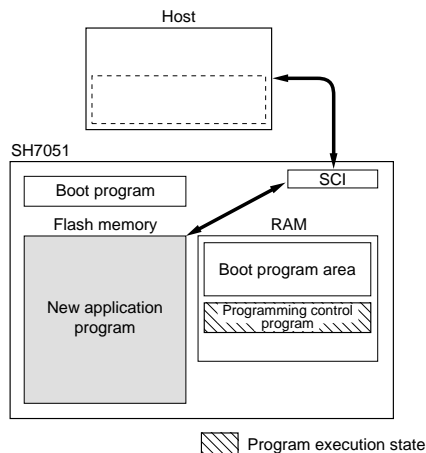 Host
SH7051
SCI
Boot program
Flash memory
RAM
Boot program area
New application
program
Programming control
program
Program execution state